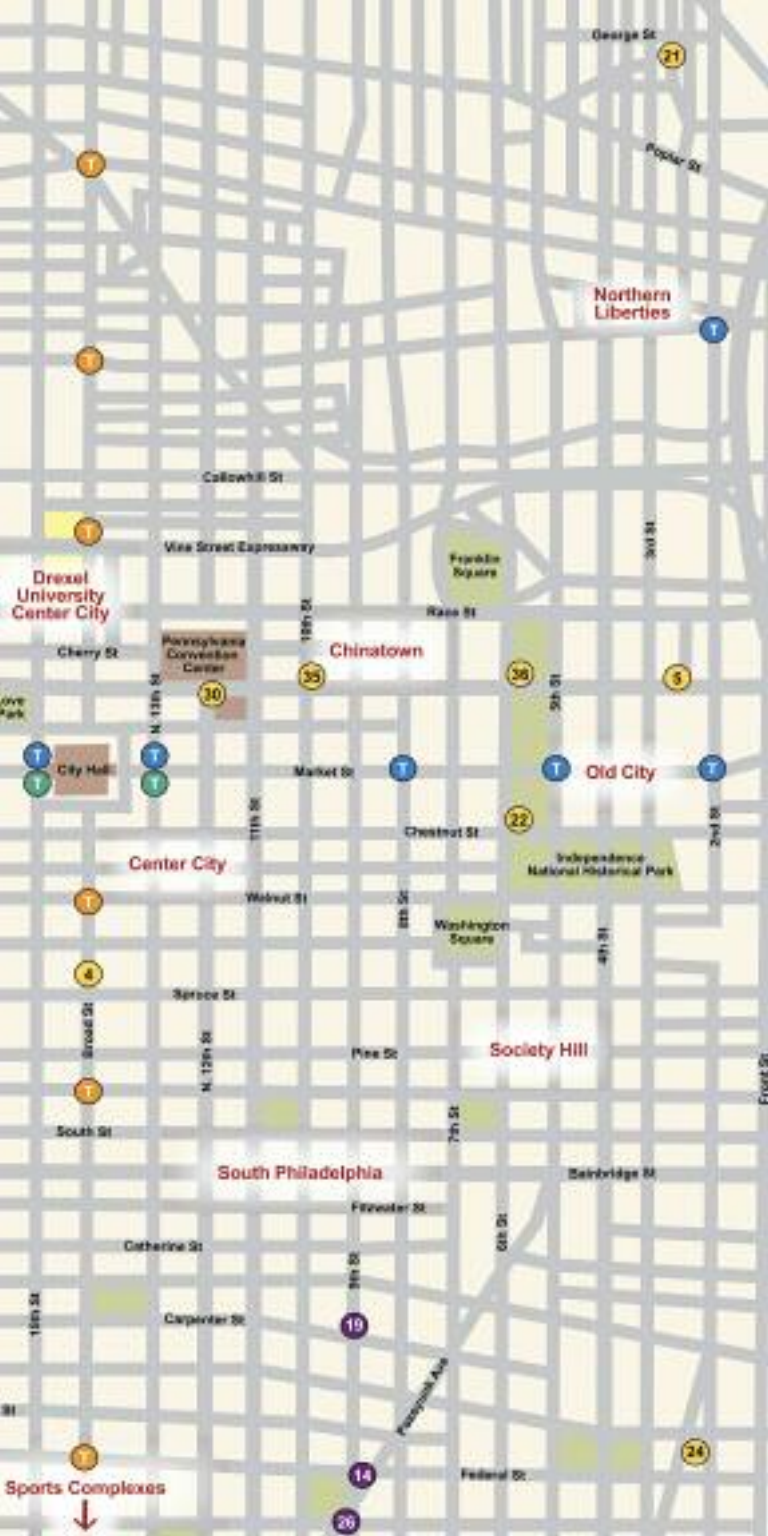 George St
21
Poplar St
T
Northern
Liberties
T
T
Callowhill St
T
3rd St
Vine Street Expressway
Franklin
Square
Drexel
University
Center City
10th St
Race St
Pennsylvania
Convention
Center
Cherry St
Chinatown
35
36
5
30
N. 13th St
5th St
ove
Park
T
T
City Hall
Market St
T
T
Old City
T
T
T
11th St
22
Chestnut St
2nd St
Center City
Independence
National Historical Park
T
Walnut St
8th St
Washington
Square
4th St
4
Spruce St
Broad St
N. 12th St
Pine St
Society Hill
Front St
T
7th St
South St
South Philadelphia
Bainbridge St
Fitzwater St
6th St
Catherine St
9th St
15th St
Carpenter St
19
Passyunk Ave
St
T
24
14
Federal St
Sports Complexes
26